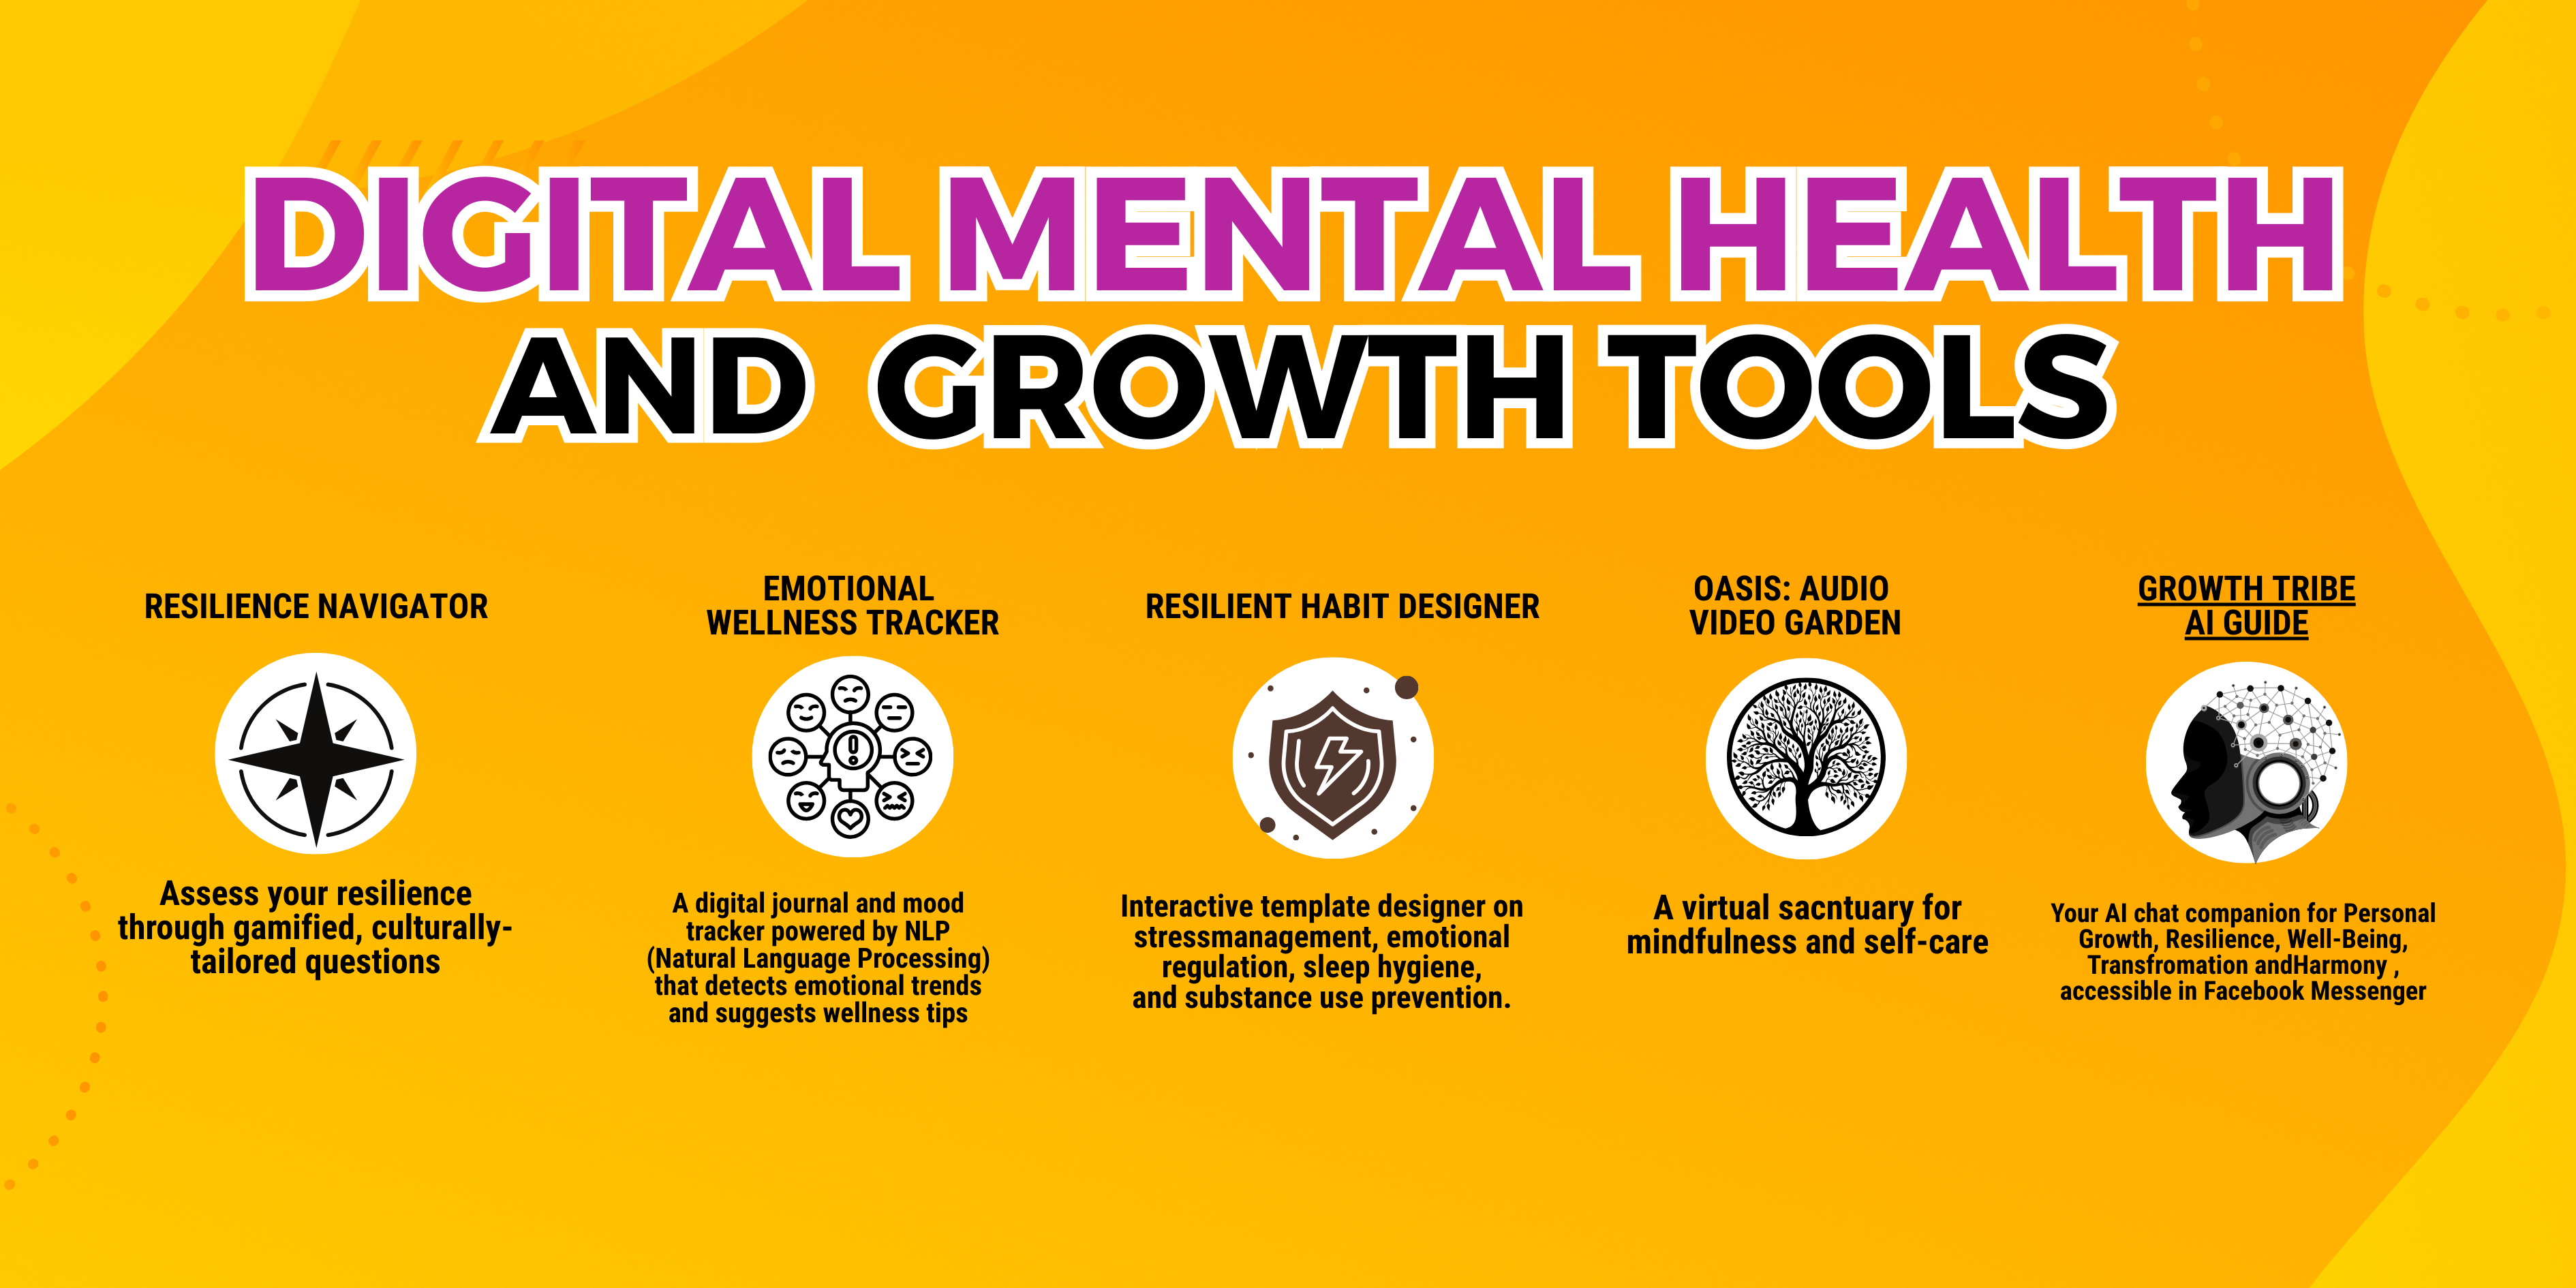 DIGITAL MENTAL HEALTH
AND GROWTH TOOLS
RESILIENCE NAVIGATOR
Assess your resilience
through gamified, culturally-
tailored questions
EMOTIONAL
WELLNESS TRACKER
A digital journal and mood
tracker powered by NLP
(Natural Language Processing)
that detects emotional trends
and suggests wellness tips
RESILIENT HABIT DESIGNER
Interactive template designer on
stressmanagement, emotional
regulation, sleep hygiene,
and substance use prevention.
OASIS: AUDIO
VIDEO GARDEN
A virtual sacntuary for
mindfulness and self-care
GROWTH TRIBE
AI GUIDE
Your AI chat companion for Personal
Growth, Resilience, Well-Being,
Transfromation andHarmony ,
accessible in Facebook Messenger